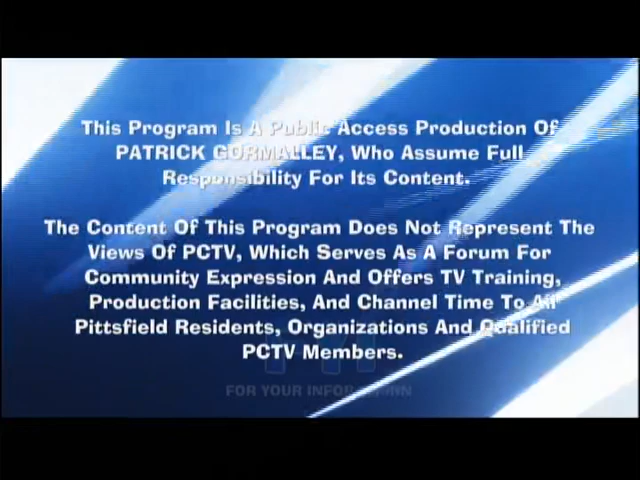 This Program Is A Public Access Production Of
PATRICK GORMALLEY, Who Assume Full
Responsibility For Its Content.
The Content Of This Program Does Not Represent The
Views Of PCTV, Which Serves As A Forum For
Community Expression And Offers TV Training,
Production Facilities, And Channel Time To All
Pittsfield Residents, Organizations And Qualified
PCTV Members.
FYI
FOR YOUR INFORMATION